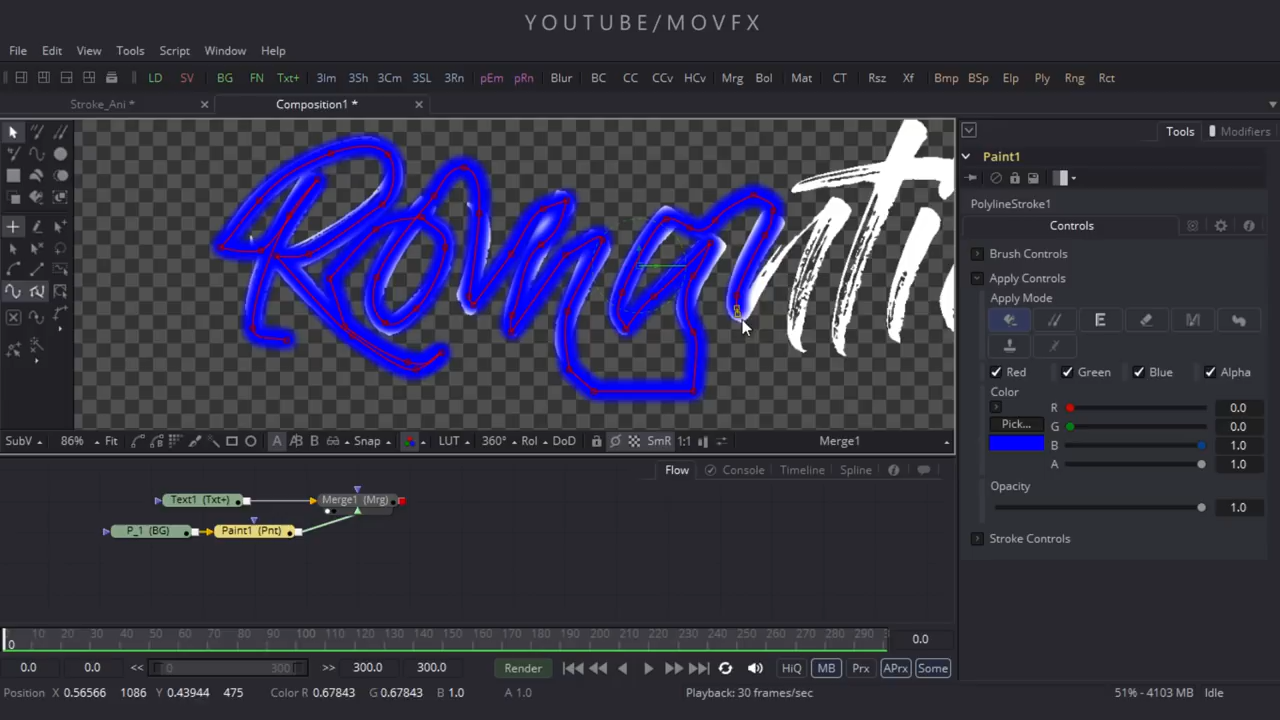 YOUTUBE/MOVFX
File Edit View Tools Script Window Help
LD SV BG FN Txt+ 3Im 3Sh 3Cm 3SL 3Rn pEm pRn Blur BC CC CCv HCv Mrg Bol Mat CT Rsz Xf Bmp BSp Elp Ply Rng Rct
Stroke_Ani * Composition1 *
Tools Modifiers
Paint1
PolylineStroke1
Controls
Brush Controls
Apply Controls
Apply Mode
Red Green Blue Alpha
Color
R 0.0
Pick... G 0.0
B 1.0
A 1.0
Opacity
1.0
Stroke Controls
Romanti
SubV 86% Fit A B Snap LUT 360° RoI DoD SmR 1:1 Merge1
Flow Console Timeline Spline
Text1 (Txt+) Merge1 (Mrg)
P_1 (BG) Paint1 (Pnt)
0 10 20 30 40 50 60 70 80 90 100 110 120 130 140 150 160 170 180 190 200 210 220 230 240 250 260 270 280 290 0.0
0.0 0.0 << 0 300 >> 300.0 300.0 Render HiQ MB Prx APrx Some
Position X 0.56566 1086 Y 0.43944 475 Color R 0.67843 G 0.67843 B 1.0 A 1.0 Playback: 30 frames/sec 51% - 4103 MB Idle